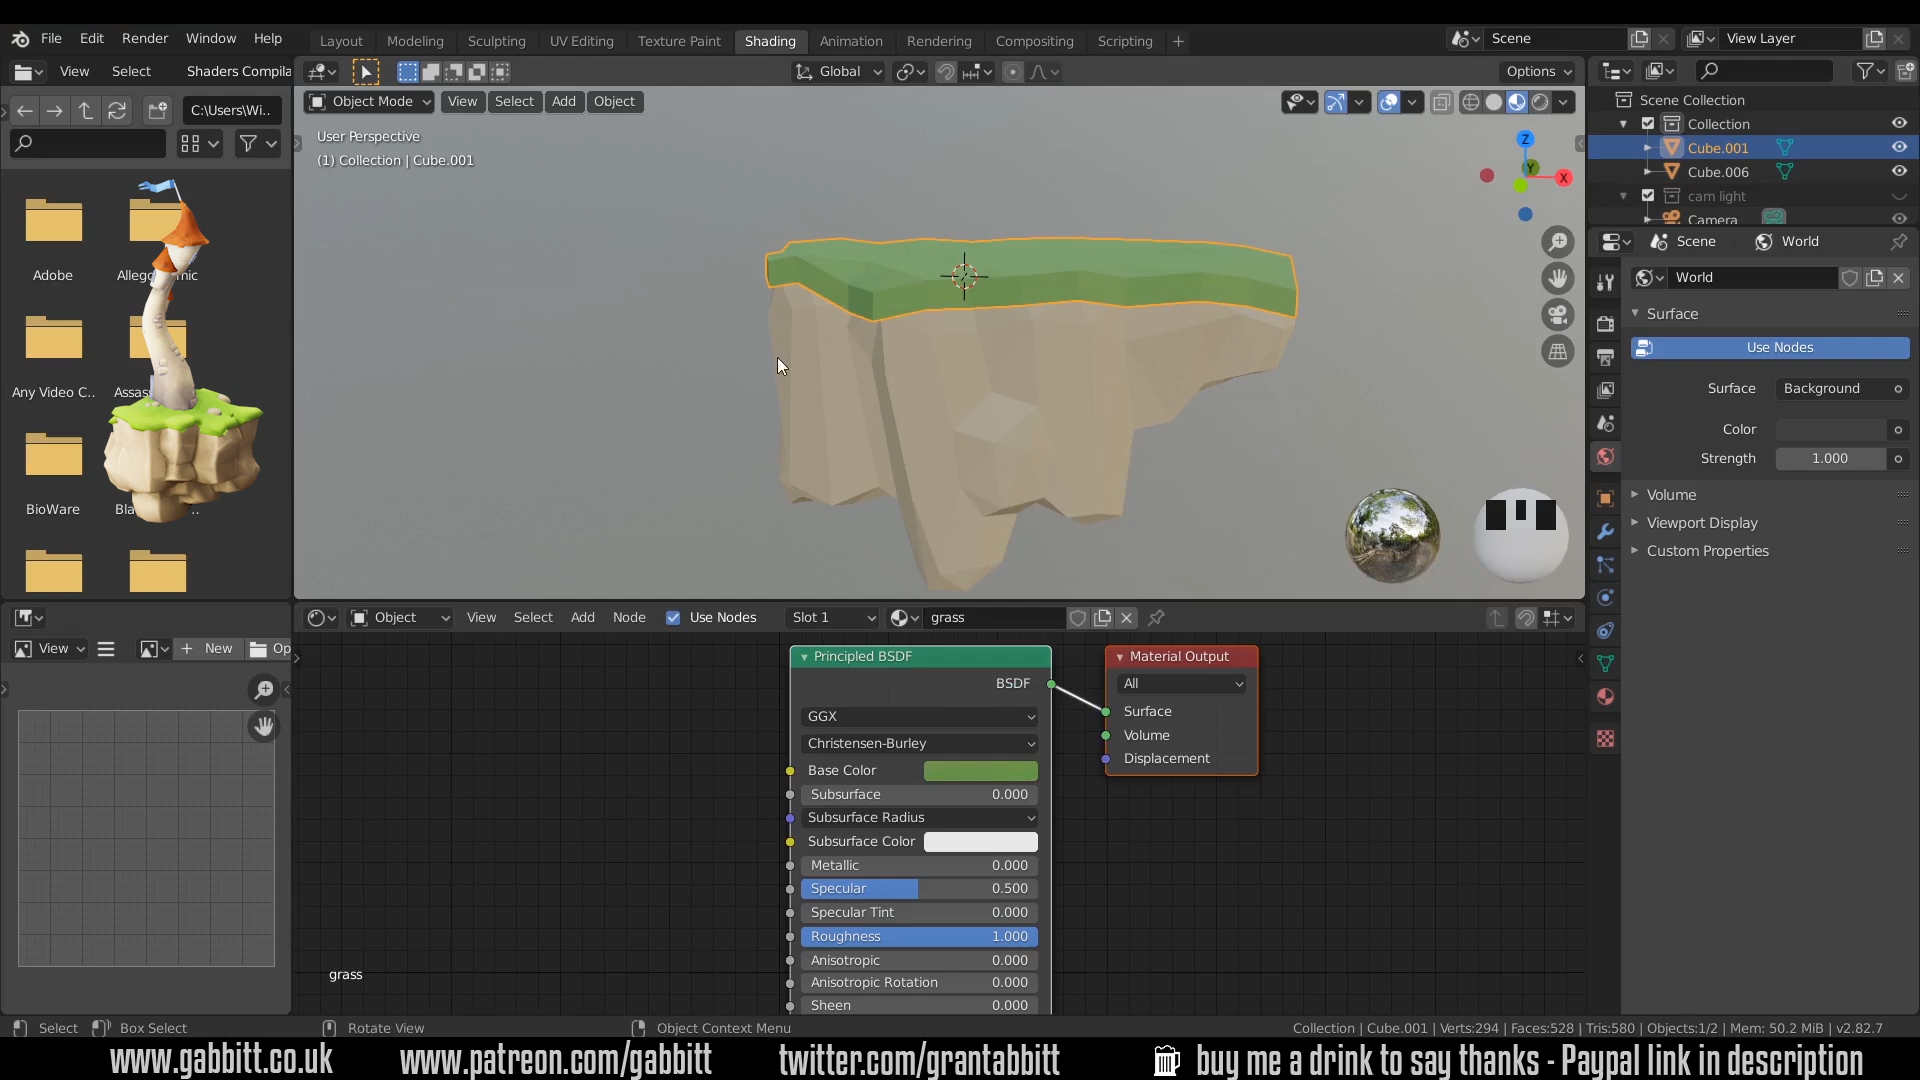 File Edit Render Window Help
Layout Modeling Sculpting UV Editing Texture Paint Shading Animation Rendering Compositing Scripting +
Scene
View Layer
View Select Shaders Compila
Global
Options
C:\Users\Wi..
Object Mode View Select Add Object
User Perspective
(1) Collection | Cube.001
Z
Y
X
Adobe
Any Video C..
BioWare
Scene Collection
Collection
Cube.001
Cube.006
cam light
Camera
Scene World
World
Surface
Use Nodes
Surface Background
Color
Strength 1.000
Volume
Viewport Display
Custom Properties
Object View Select Add Node Use Nodes Slot 1 grass
View New Op
Principled BSDF
BSDF
GGX
Christensen-Burley
Base Color
Subsurface 0.000
Subsurface Radius
Subsurface Color
Metallic 0.000
Specular 0.500
Specular Tint 0.000
Roughness 1.000
Anisotropic 0.000
Anisotropic Rotation 0.000
Sheen 0.000
Material Output
All
Surface
Volume
Displacement
grass
Select Box Select Rotate View Object Context Menu
Collection | Cube.001 | Verts:294 | Faces:528 | Tris:580 | Objects:1/2 | Mem: 50.2 MiB | v2.82.7
www.gabbitt.co.uk www.patreon.com/gabbitt twitter.com/grantabbitt buy me a drink to say thanks - Paypal link in description